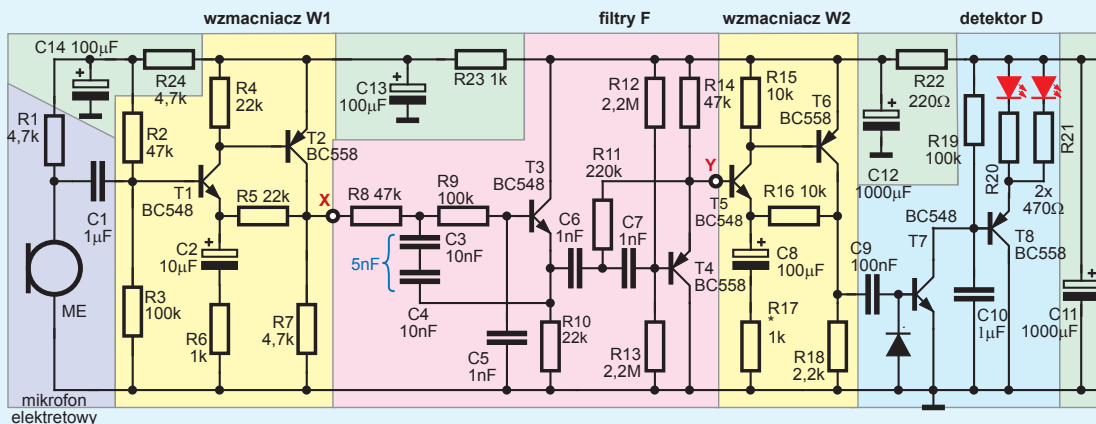 wzmacniacz W1
filtry F
wzmacniacz W2
detektor D
C14 100µF
+
R24
4,7k
R1
4,7k
R2
47k
C1
1µF
ME
mikrofon
elektretowy
R3
100k
R4
22k
T1
BC548
T2
BC558
R5 22k
C2
10µF
+
R6
1k
R7
4,7k
X
C13
100µF
+
R23 1k
R8 47k
R9
100k
5nF
C3
10nF
C4
10nF
C5
1nF
T3
BC548
C6
1nF
R10
22k
R11
220k
C7
1nF
R12
2,2M
R13
2,2M
R14
47k
T4
BC558
Y
T5
BC548
R15
10k
T6
BC558
R16 10k
C8
100µF
+
R17
*
1k
R18
2,2k
C9
100nF
C12
1000µF
+
R22
220Ω
R19
100k
R20
R21
2x
470Ω
BC548
T7
T8
BC558
C10
1µF
C11
1000µF
+